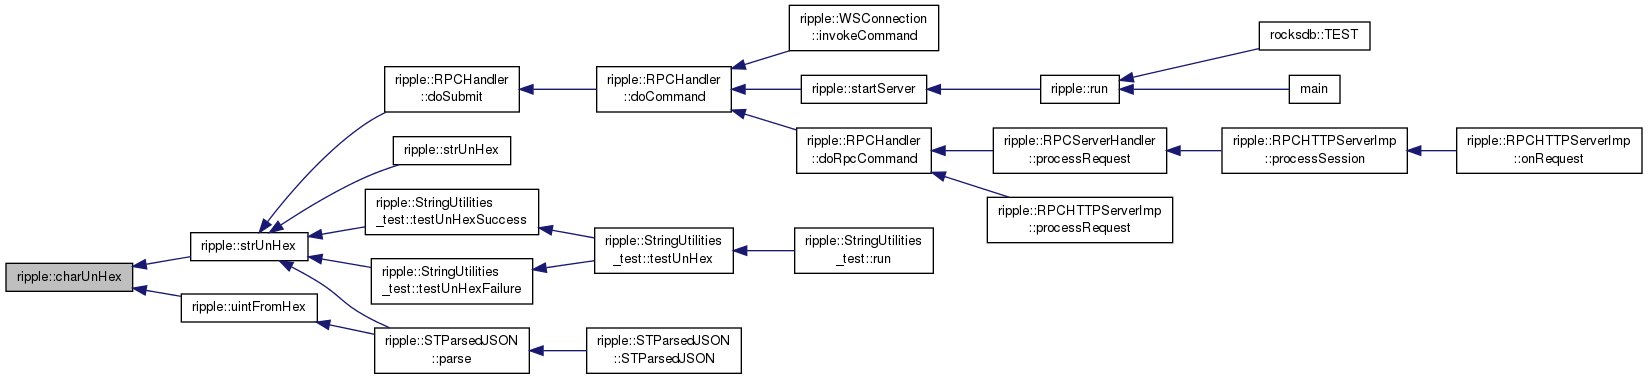 ripple::charUnHex
ripple::strUnHex
ripple::uintFromHex
ripple::RPCHandler
::doSubmit
ripple::strUnHex
ripple::StringUtilities
_test::testUnHexSuccess
ripple::StringUtilities
_test::testUnHexFailure
ripple::STParsedJSON
::parse
ripple::RPCHandler
::doCommand
ripple::StringUtilities
_test::testUnHex
ripple::STParsedJSON
::STParsedJSON
ripple::WSConnection
::invokeCommand
ripple::startServer
ripple::RPCHandler
::doRpcCommand
ripple::StringUtilities
_test::run
ripple::run
ripple::RPCServerHandler
::processRequest
ripple::RPCHTTPServerImp
::processRequest
rocksdb::TEST
main
ripple::RPCHTTPServerImp
::processSession
ripple::RPCHTTPServerImp
::onRequest